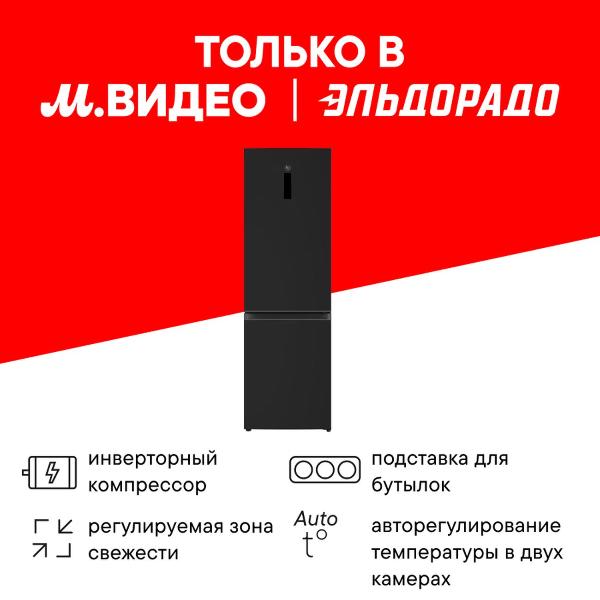 ТОЛЬКО В
М.ВИДЕО | ЭЛЬДОРАДО
инверторный
компрессор
подставка для
бутылок
регулируемая зона
свежести
Auto
t°
авторегулирование
температуры в двух
камерах